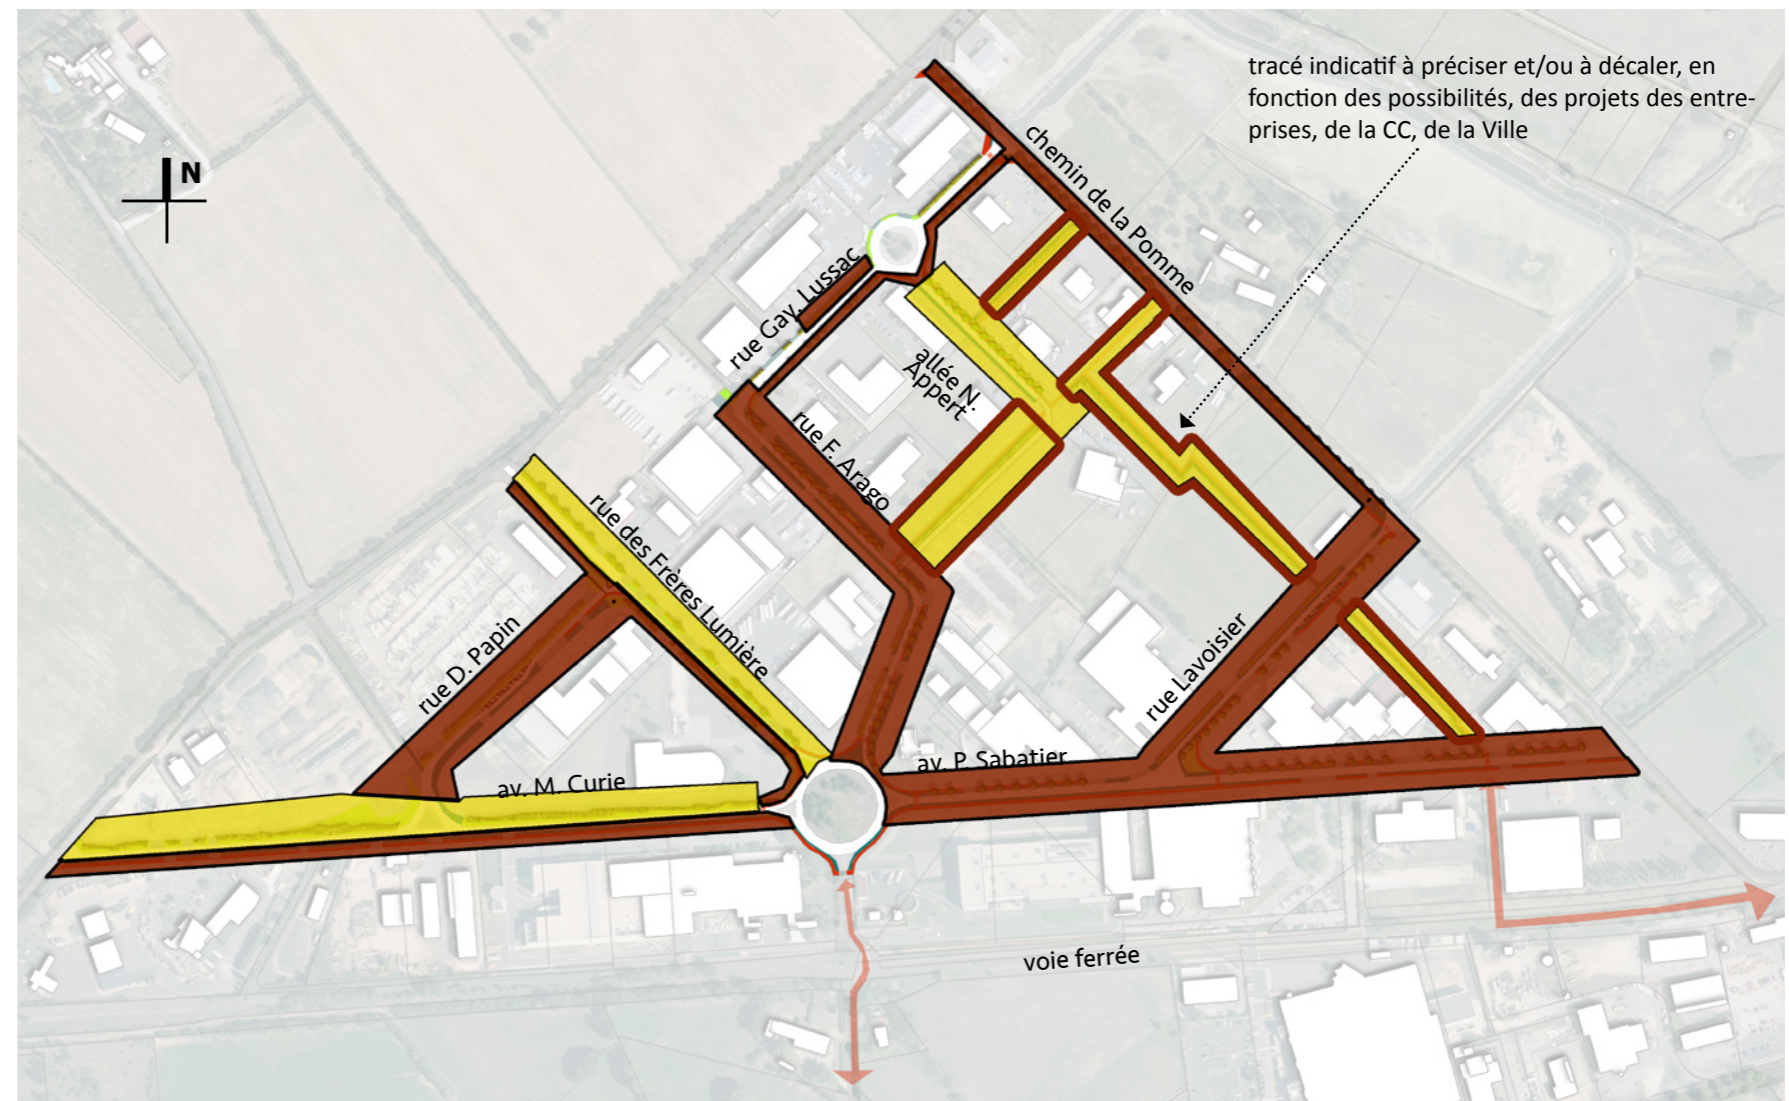 tracé indicatif à préciser et/ou à décaler, en
fonction des possibilités, des projets des entre-
prises, de la CC, de la Ville
N
chemin de la Pomme
rue Gay, Lussac
allée N.
Appert
rue F. Arago
rue des Frères Lumière
rue D. Papin
rue Lavoisier
av. P. Sabatier
av. M. Curie
voie ferrée